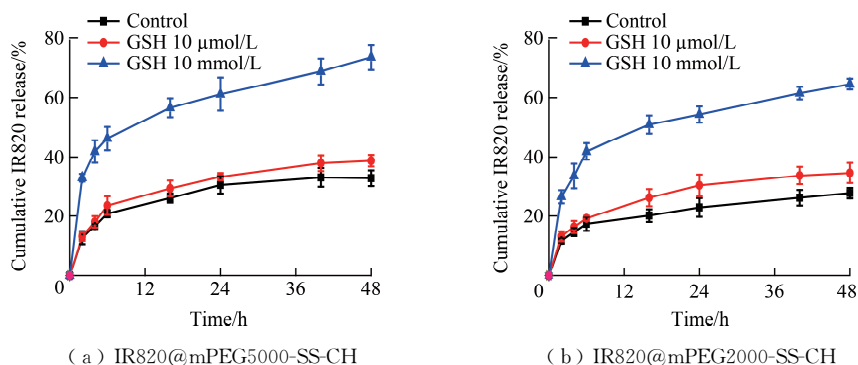 Control
GSH 10 µmol/L
GSH 10 mmol/L
Cumulative IR820 release/%
80
60
40
20
0
12
24
36
48
Time/h
（a）IR820@mPEG5000-SS-CH
Control
GSH 10 µmol/L
GSH 10 mmol/L
Cumulative IR820 release/%
80
60
40
20
0
12
24
36
48
Time/h
（b）IR820@mPEG2000-SS-CH